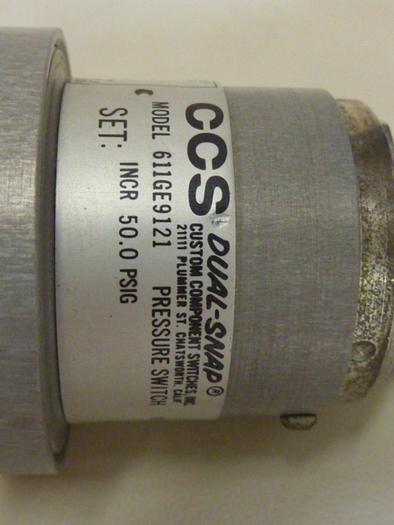 CCS DUAL-SNAP®
CUSTOM COMPONENT SWITCHES, INC.
21111 PLUMMER ST. CHATSWORTH, CALIF.
MODEL 611GE9121 PRESSURE SWITCH
SET: INCR 50.0 PSIG